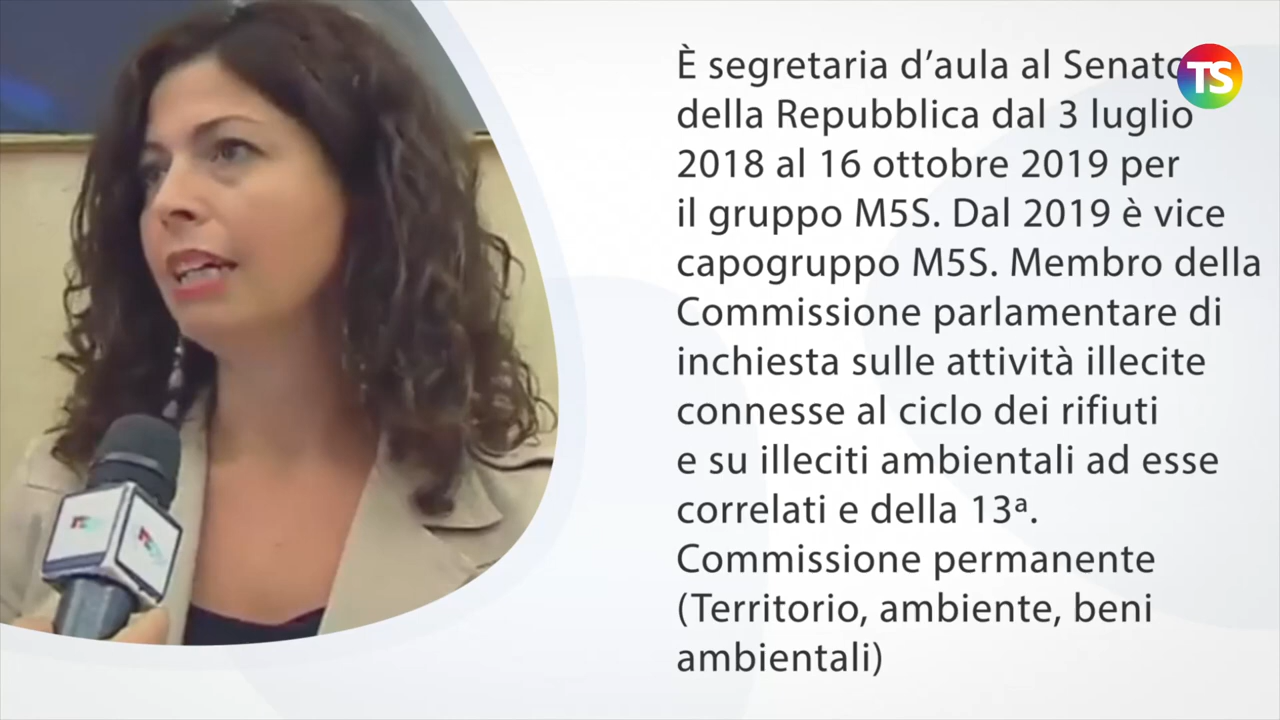 È segretaria d’aula al Senato
TS
della Repubblica dal 3 luglio
2018 al 16 ottobre 2019 per
il gruppo M5S. Dal 2019 è vice
capogruppo M5S. Membro della
Commissione parlamentare di
inchiesta sulle attività illecite
connesse al ciclo dei rifiuti
e su illeciti ambientali ad esse
correlati e della 13ª.
Commissione permanente
(Territorio, ambiente, beni
ambientali)